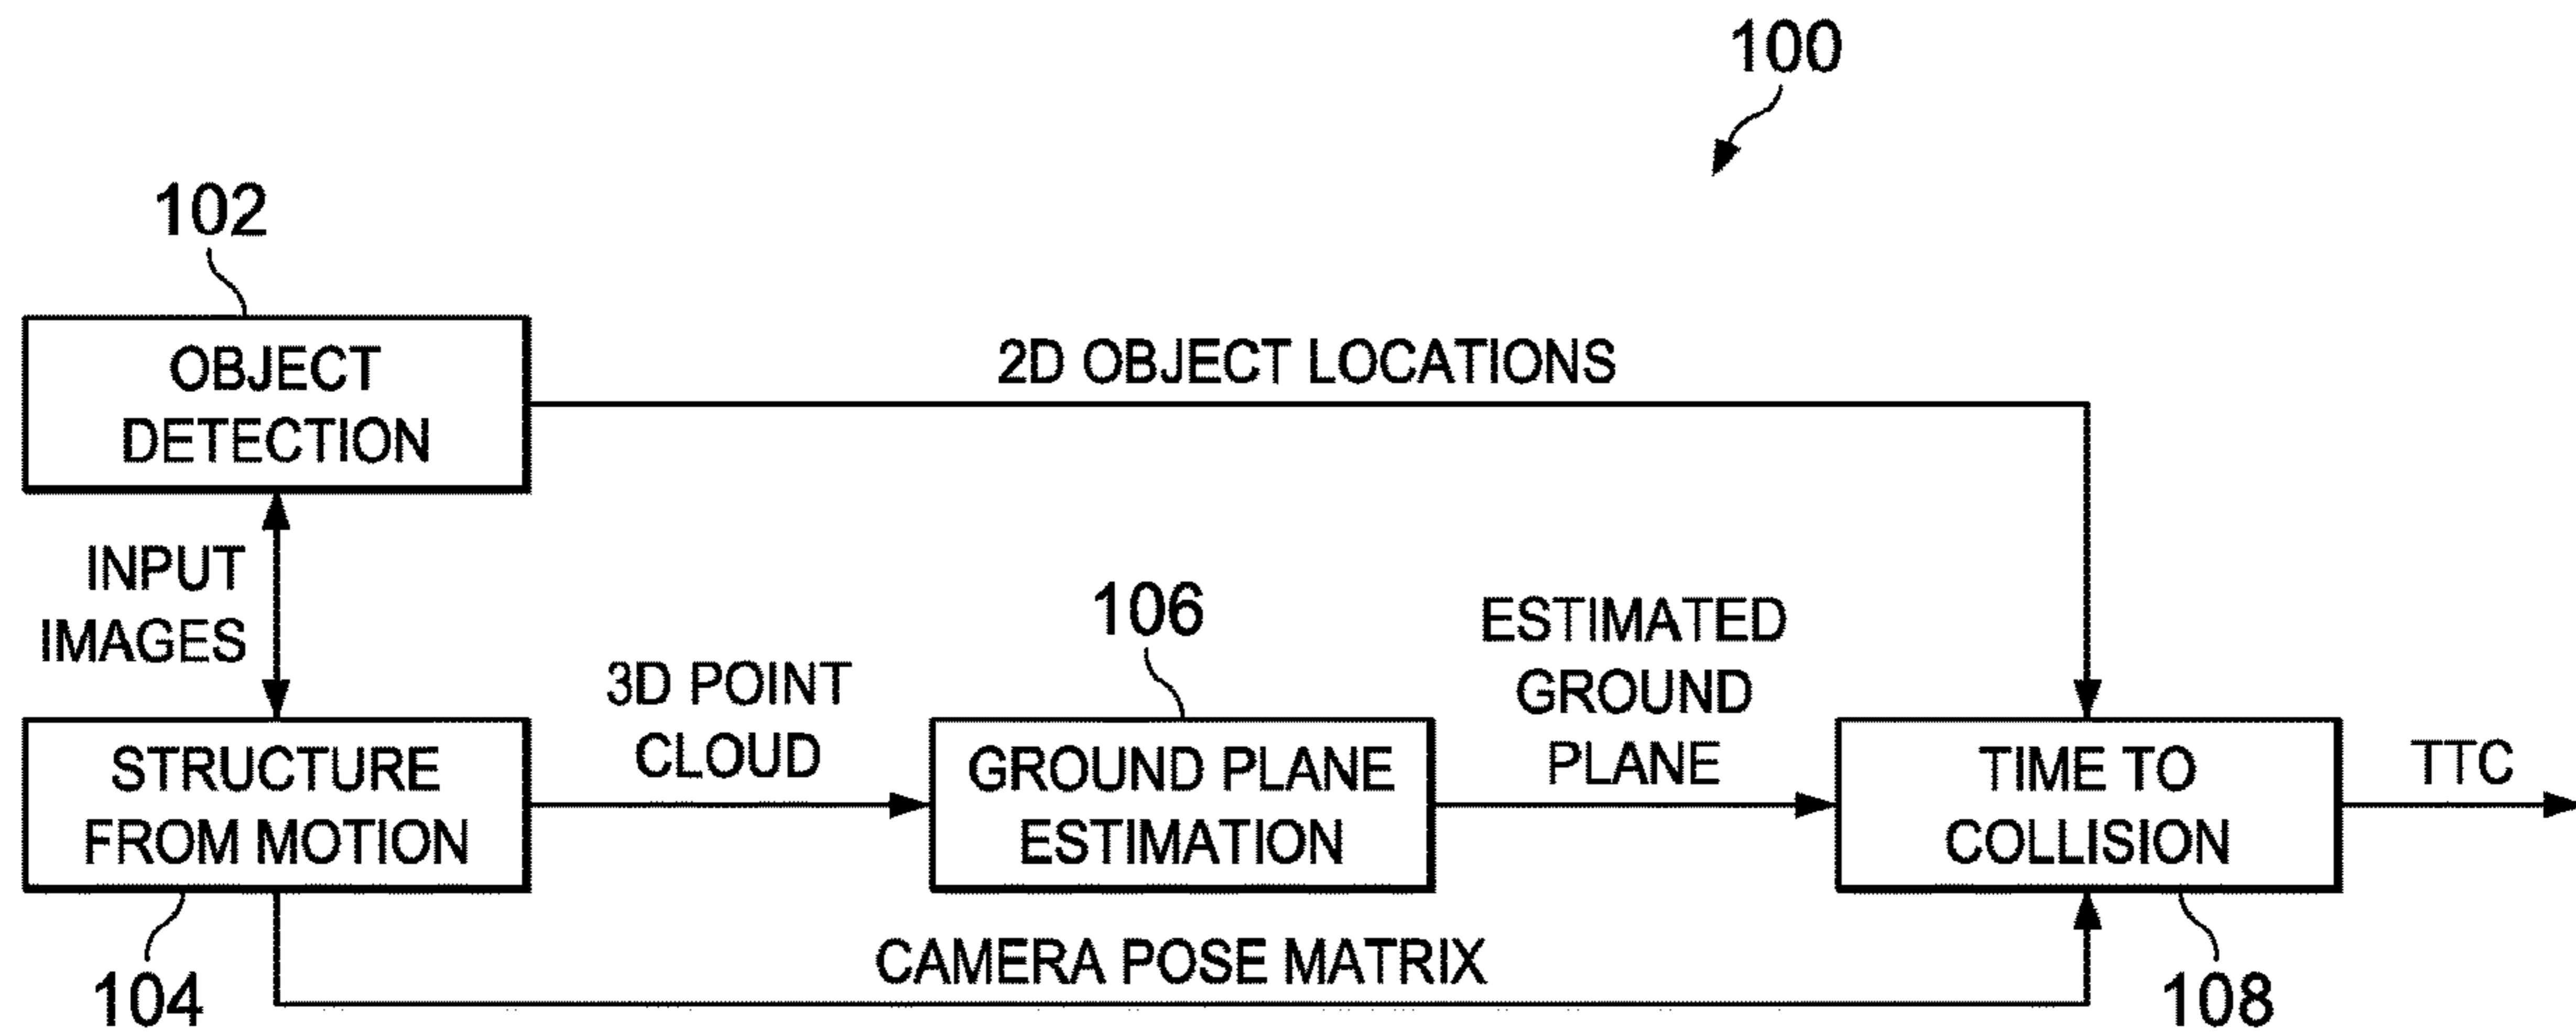 100
102
OBJECT
DETECTION
2D OBJECT LOCATIONS
INPUT
IMAGES
106
3D POINT
CLOUD
ESTIMATED
GROUND
PLANE
STRUCTURE
FROM MOTION
GROUND PLANE
ESTIMATION
TIME TO
COLLISION
TTC
CAMERA POSE MATRIX
104
108